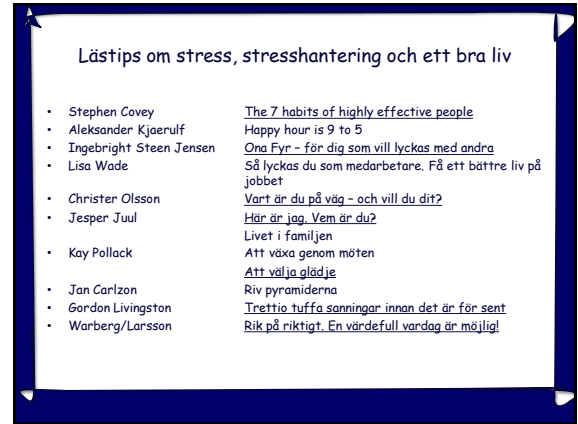 Lästips om stress, stresshantering och ett bra liv
• Stephen Covey The 7 habits of highly effective people
• Aleksander Kjaerulf Happy hour is 9 to 5
• Ingebright Steen Jensen Ona Fyr – för dig som vill lyckas med andra
• Lisa Wade Så lyckas du som medarbetare. Få ett bättre liv på
jobbet
• Christer Olsson Vart är du på väg – och vill du dit?
• Jesper Juul Här är jag. Vem är du?
Livet i familjen
• Kay Pollack Att växa genom möten
Att välja glädje
• Jan Carlzon Riv pyramiderna
• Gordon Livingston Trettio tuffa sanningar innan det är för sent
• Warberg/Larsson Rik på riktigt. En värdefull vardag är möjlig!